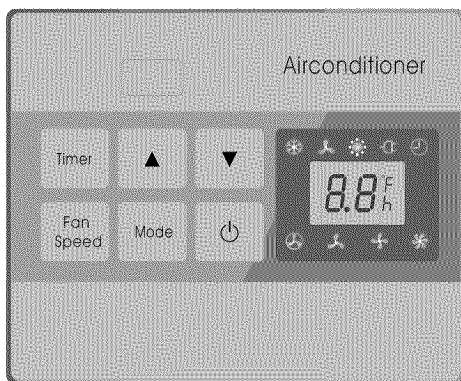 Airconditioner
Timer ▲ ▼
8.8 °F
h
Fan
Speed
Mode